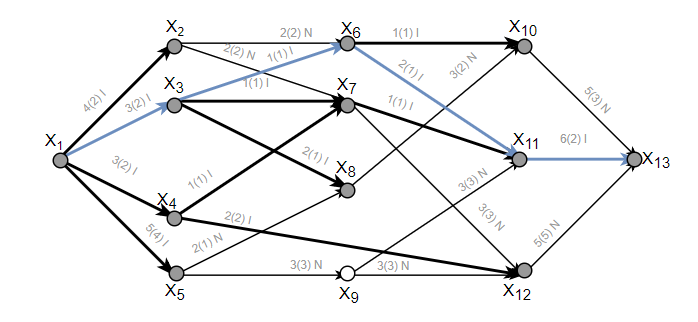 X2
X6
X10
2(2) N
1(1) I
2(2) N
1(1) I
4(2) I
3(2) I
X3
1(1) I
X7
2(1) I
3(2) N
5(3) N
1(1) I
X1
X11
6(2) I
X13
3(2) I
2(1) I
X8
1(1) I
3(3) N
X4
2(2) I
3(3) N
5(4) I
2(1) N
5(5) N
3(3) N
3(3) N
X5
X9
X12